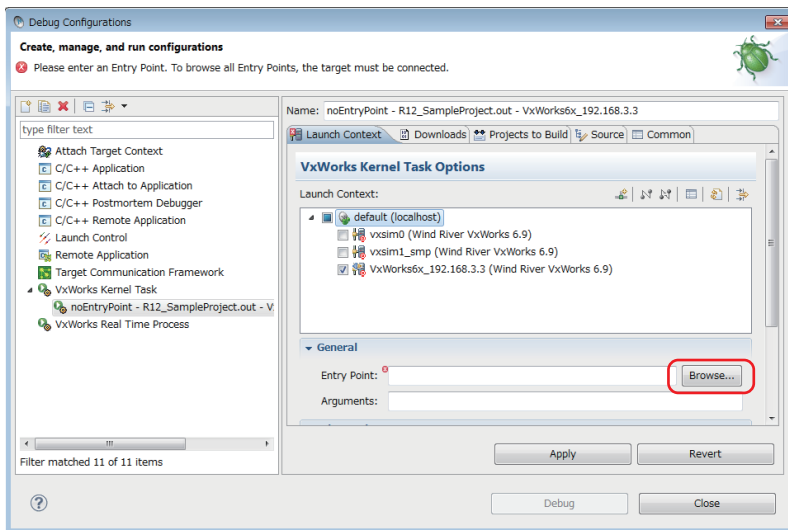 Debug Configurations
Create, manage, and run configurations
Please enter an Entry Point. To browse all Entry Points, the target must be connected.
type filter text
Attach Target Context
C/C++ Application
C/C++ Attach to Application
C/C++ Postmortem Debugger
C/C++ Remote Application
Launch Control
Remote Application
Target Communication Framework
VxWorks Kernel Task
noEntryPoint - R12_SampleProject.out - V
VxWorks Real Time Process
Filter matched 11 of 11 items
Name: noEntryPoint - R12_SampleProject.out - VxWorks6x_192.168.3.3
Launch Context Downloads Projects to Build Source Common
VxWorks Kernel Task Options
Launch Context:
default (localhost)
vxsim0 (Wind River VxWorks 6.9)
vxsim1_smp (Wind River VxWorks 6.9)
VxWorks6x_192.168.3.3 (Wind River VxWorks 6.9)
General
Entry Point: Browse...
Arguments:
Apply Revert
Debug Close